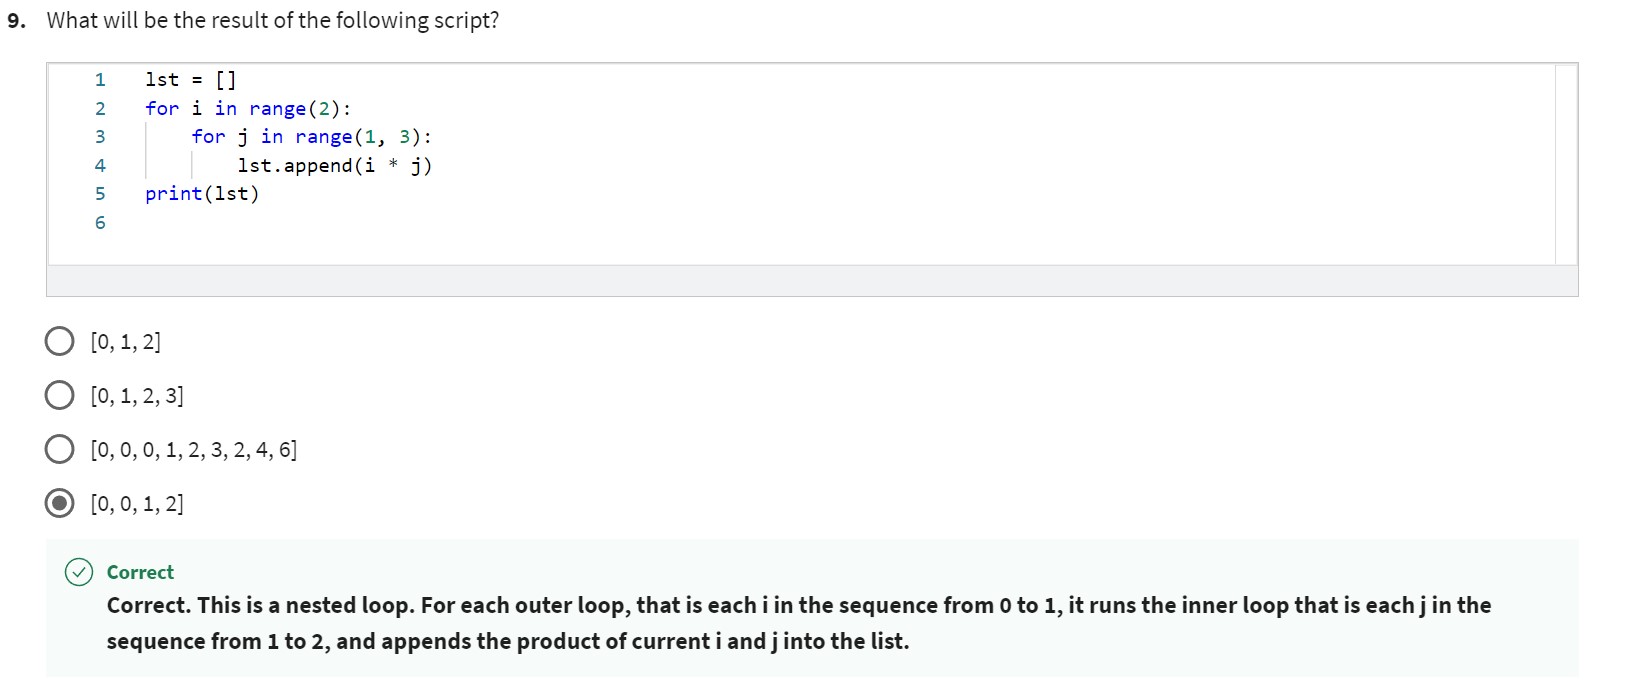 9. What will be the result of the following script?
1 lst = []
2 for i in range(2):
3 for j in range(1, 3):
4 lst.append(i * j)
5 print(lst)
6
[0, 1, 2]
[0, 1, 2, 3]
[0, 0, 0, 1, 2, 3, 2, 4, 6]
[0, 0, 1, 2]
Correct
Correct. This is a nested loop. For each outer loop, that is each i in the sequence from 0 to 1, it runs the inner loop that is each j in the
sequence from 1 to 2, and appends the product of current i and j into the list.